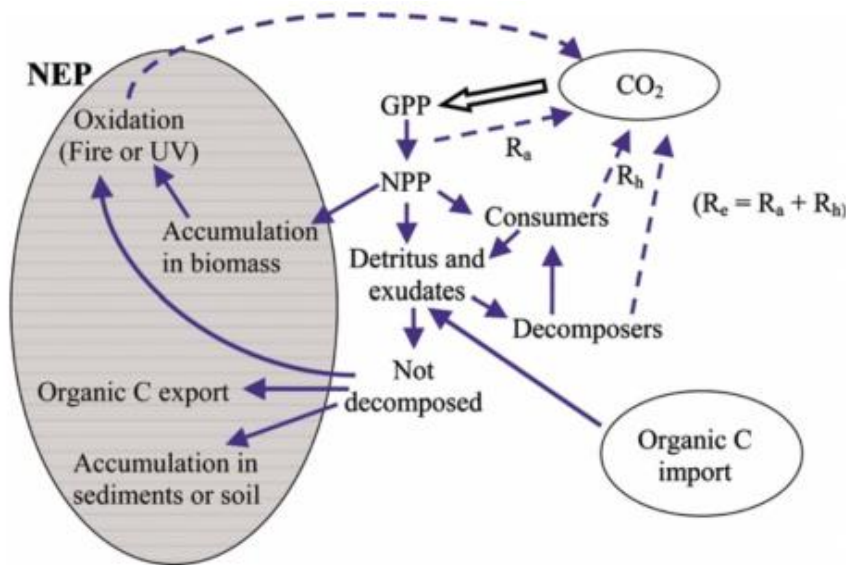 NEP
CO₂
Oxidation
(Fire or UV)
GPP
Rₐ
NPP
Rₕ
Consumers
(Rₑ = Rₐ + Rₕ)
Accumulation
in biomass
Detritus and
exudates
Decomposers
Not
decomposed
Organic C export
Organic C
import
Accumulation in
sediments or soil